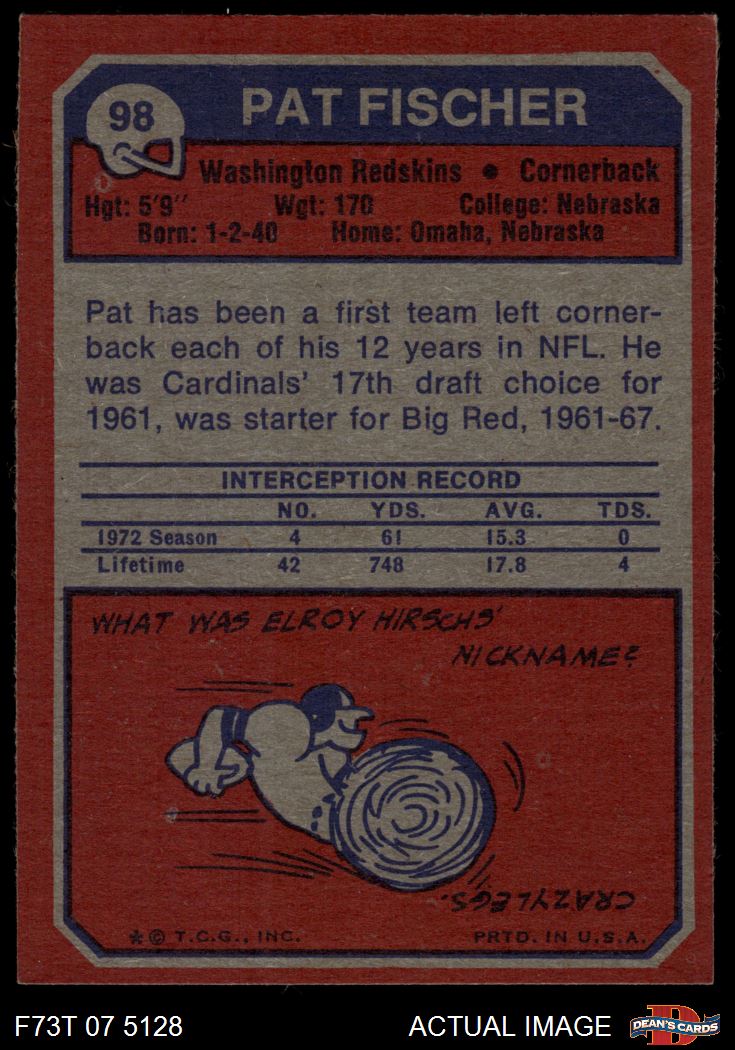 98
PAT FISCHER
Washington Redskins • Cornerback
Hgt: 5'9" Wgt: 170 College: Nebraska
Born: 1-2-40 Home: Omaha, Nebraska
Pat has been a first team left corner-
back each of his 12 years in NFL. He
was Cardinals' 17th draft choice for
1961, was starter for Big Red, 1961-67.
INTERCEPTION RECORD
NO. YDS. AVG. TDS.
1972 Season 4 61 15.3 0
Lifetime 42 748 17.8 4
WHAT WAS ELROY HIRSCHS'
NICKNAME?
CRAZYLEGS.
* © T.C.G., INC. PRTD. IN U.S.A.
F73T 07 5128 ACTUAL IMAGE DEAN'S CARDS